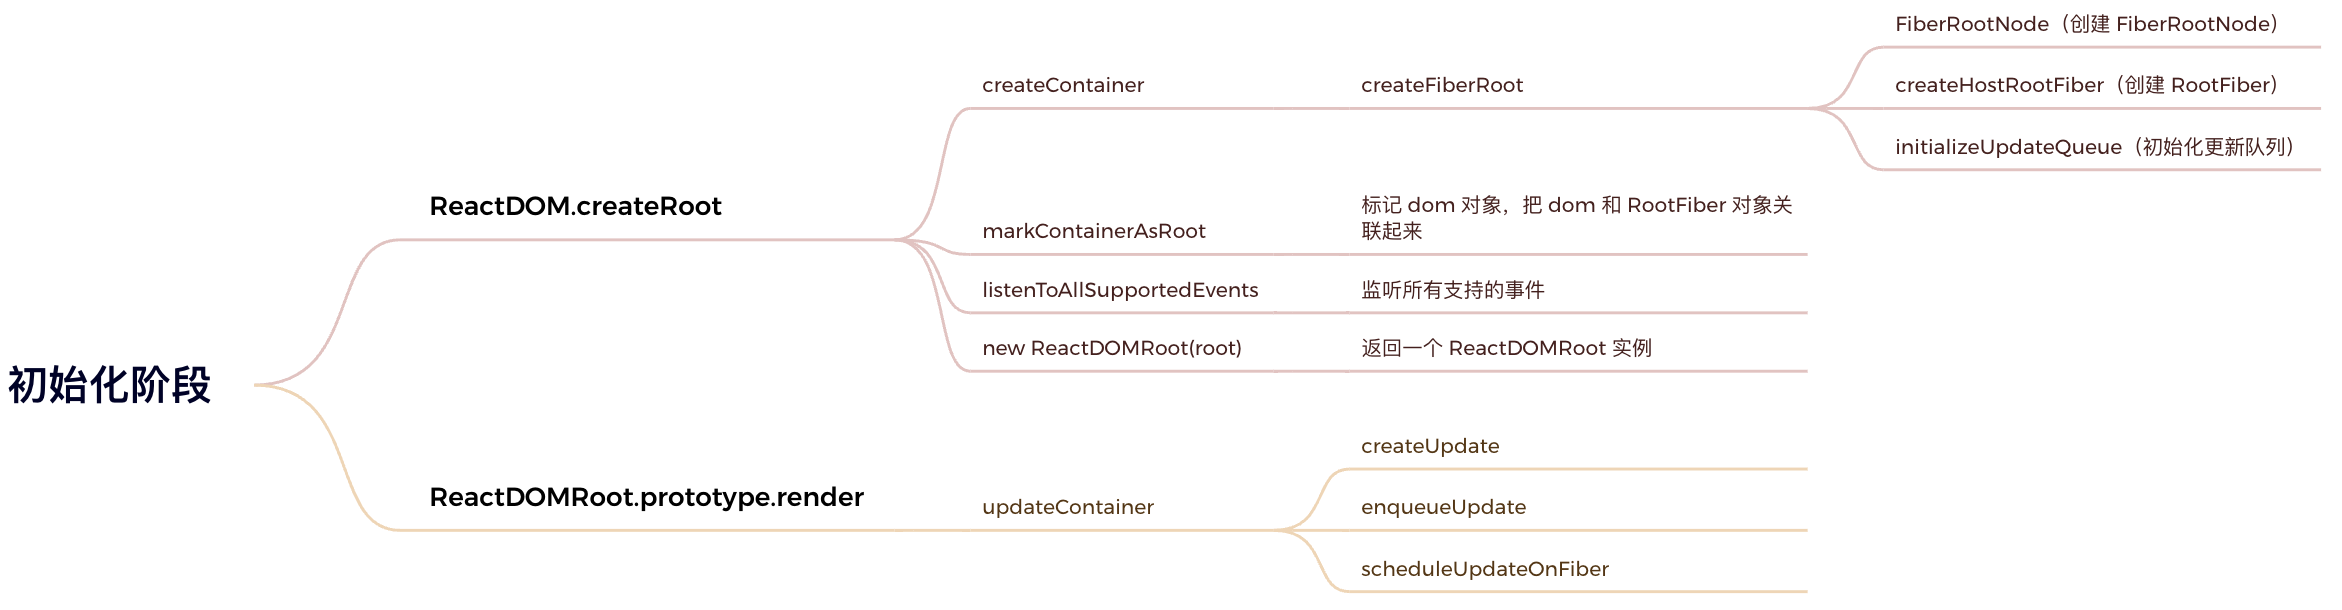 初始化阶段
ReactDOM.createRoot
createContainer
createFiberRoot
FiberRootNode（创建 FiberRootNode）
createHostRootFiber（创建 RootFiber）
initializeUpdateQueue（初始化更新队列）
markContainerAsRoot
标记 dom 对象，把 dom 和 RootFiber 对象关
联起来
listenToAllSupportedEvents
监听所有支持的事件
new ReactDOMRoot(root)
返回一个 ReactDOMRoot 实例
ReactDOMRoot.prototype.render
updateContainer
createUpdate
enqueueUpdate
scheduleUpdateOnFiber